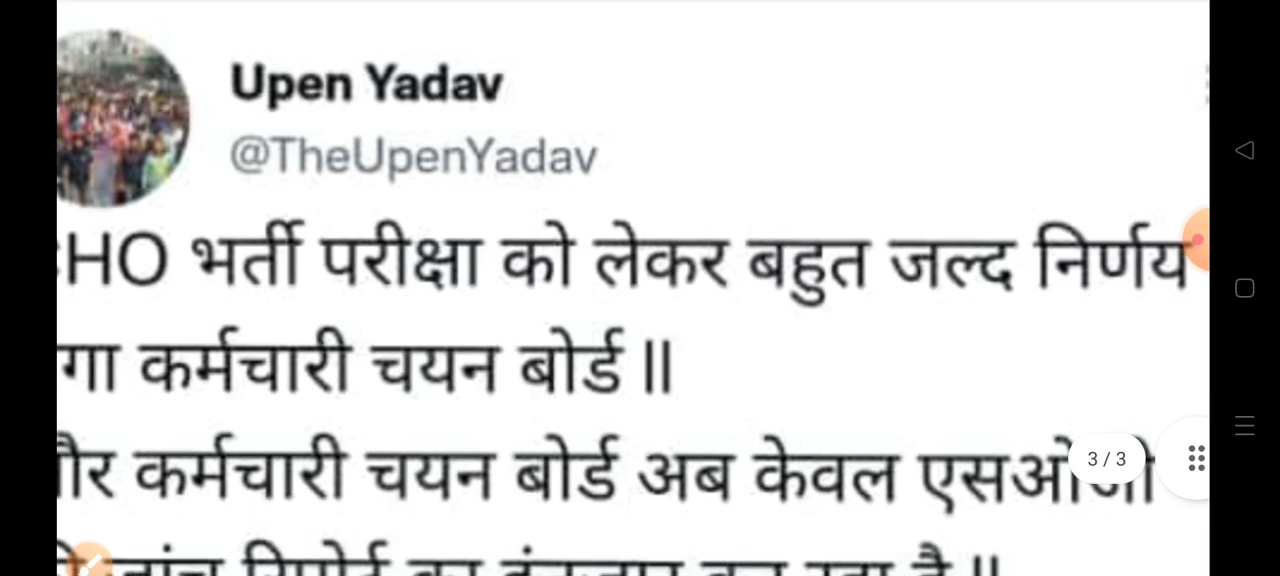 Upen Yadav
@TheUpenYadav
HO भर्ती परीक्षा को लेकर बहुत जल्द निर्णय
गा कर्मचारी चयन बोर्ड ||
कर्मचारी चयन बोर्ड अब केवल एसओजी
3 / 3